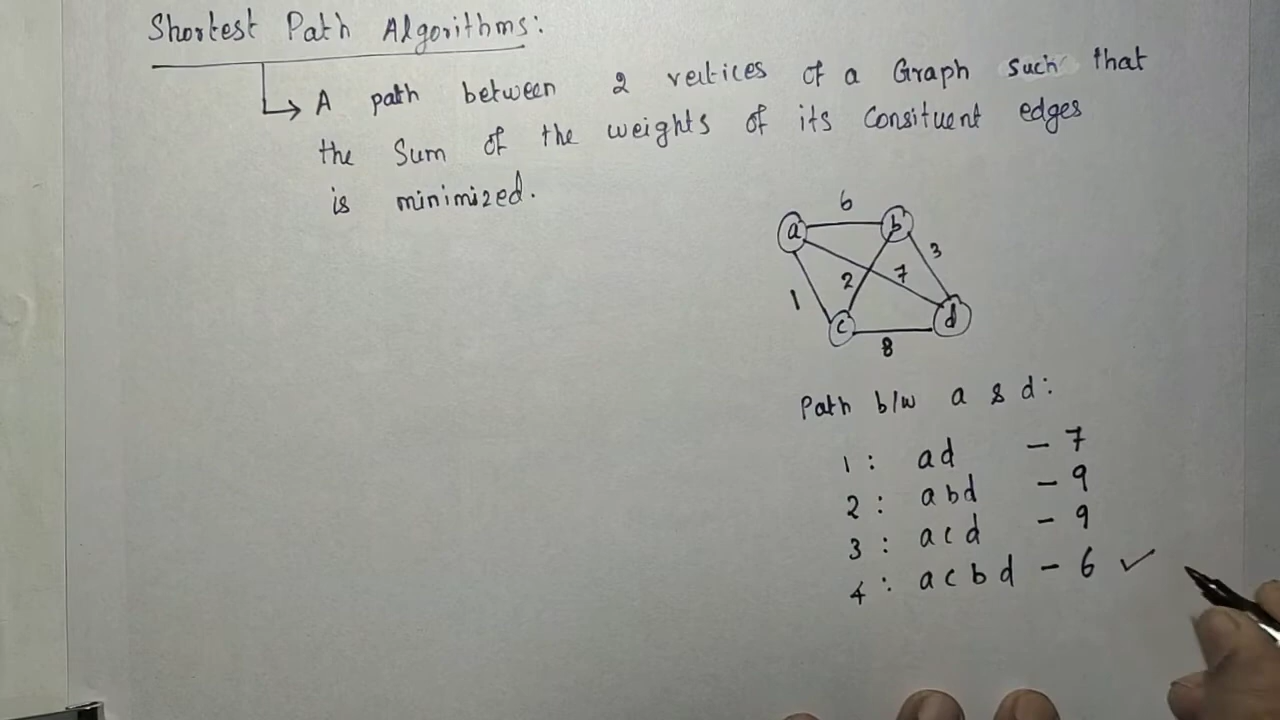 Shortest Path Algorithms:
A path between 2 vertices of a Graph such that
the Sum of the weights of its Consituent edges
is minimized.
6
a b
3
2 7
1
c d
8
Path b/w a & d:
1: ad - 7
2: abd - 9
3: acd - 9
4: acbd - 6 ✓